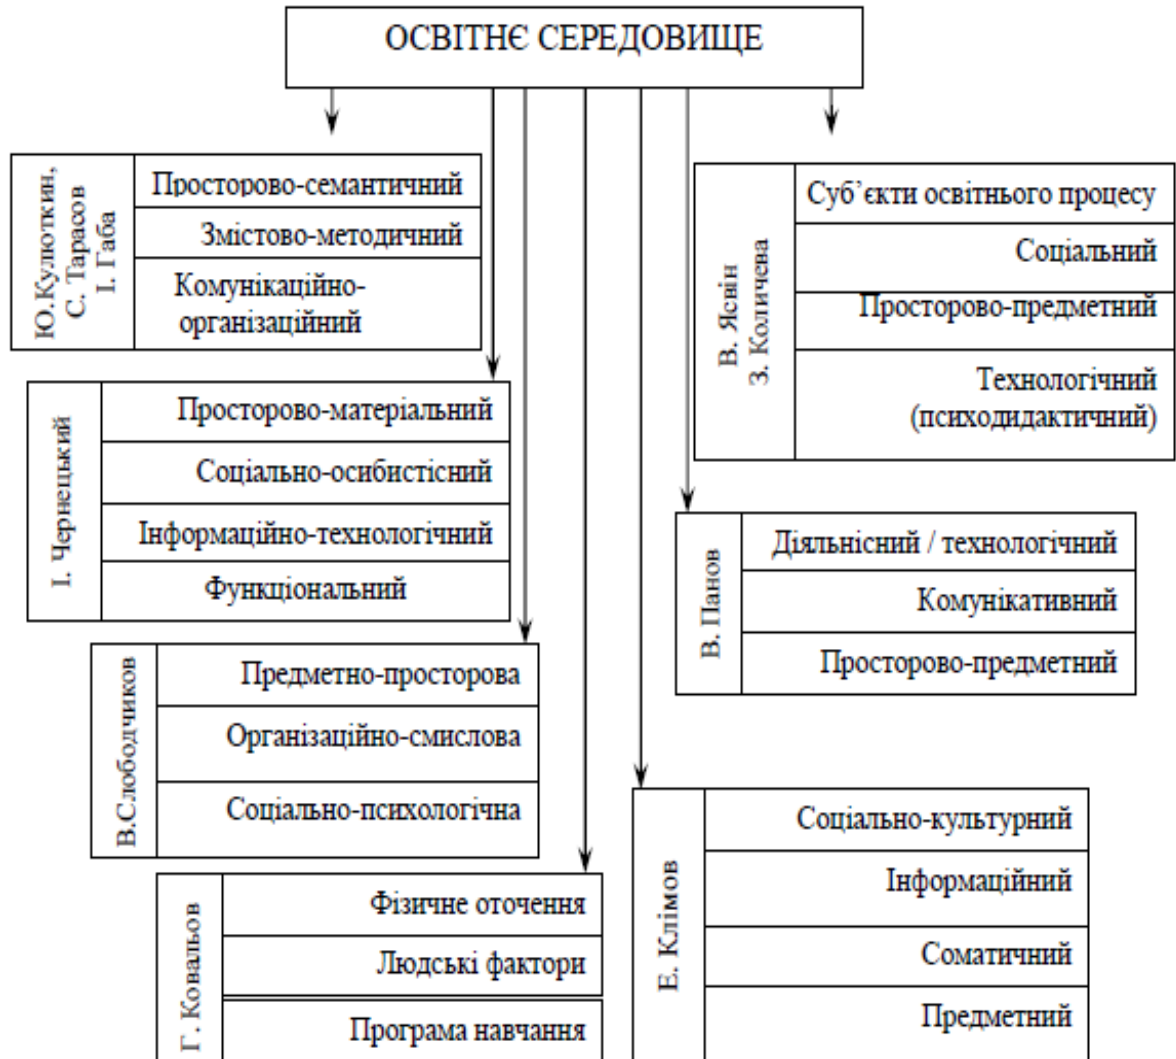 ОСВІТНЄ СЕРЕДОВИЩЕ
Ю.Кулюткин,
С. Тарасов
І. Габа
Просторово-семантичний
Змістово-методичний
Комунікаційно-
організаційний
В. Ясвін
З. Количева
Суб’єкти освітнього процесу
Соціальний
Просторово-предметний
Технологічний
(психодидактичний)
І. Чернецький
Просторово-матеріальний
Соціально-осибистісний
Інформаційно-технологічний
Функціональний
В. Панов
Діяльнісний / технологічний
Комунікативний
Просторово-предметний
В.Слободчиков
Предметно-просторова
Організаційно-смислова
Соціально-психологічна
Е. Клімов
Соціально-культурний
Інформаційний
Соматичний
Предметний
Г. Ковальов
Фізичне оточення
Людські фактори
Програма навчання